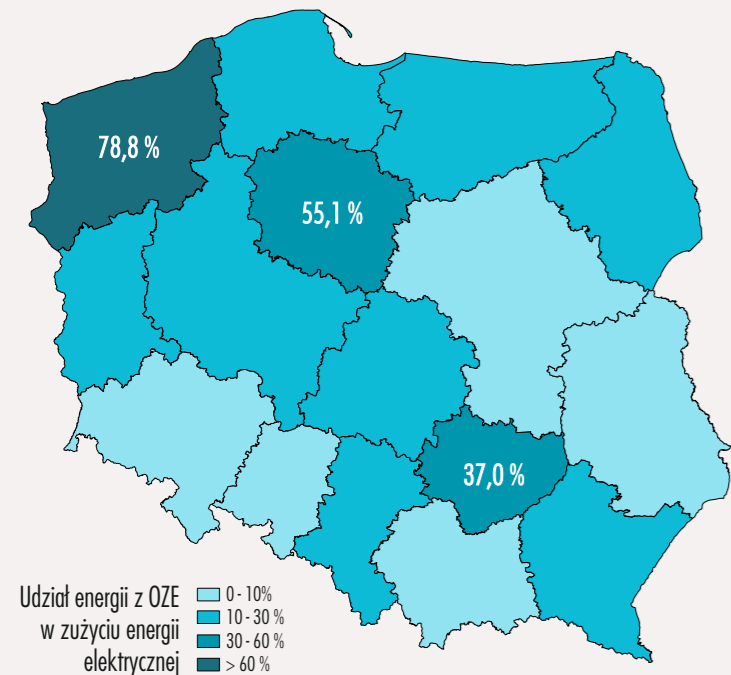 78,8 %
55,1 %
37,0 %
Udział energii z OZE
w zużyciu energii
elektrycznej
0 - 10%
10 - 30 %
30 - 60 %
> 60 %